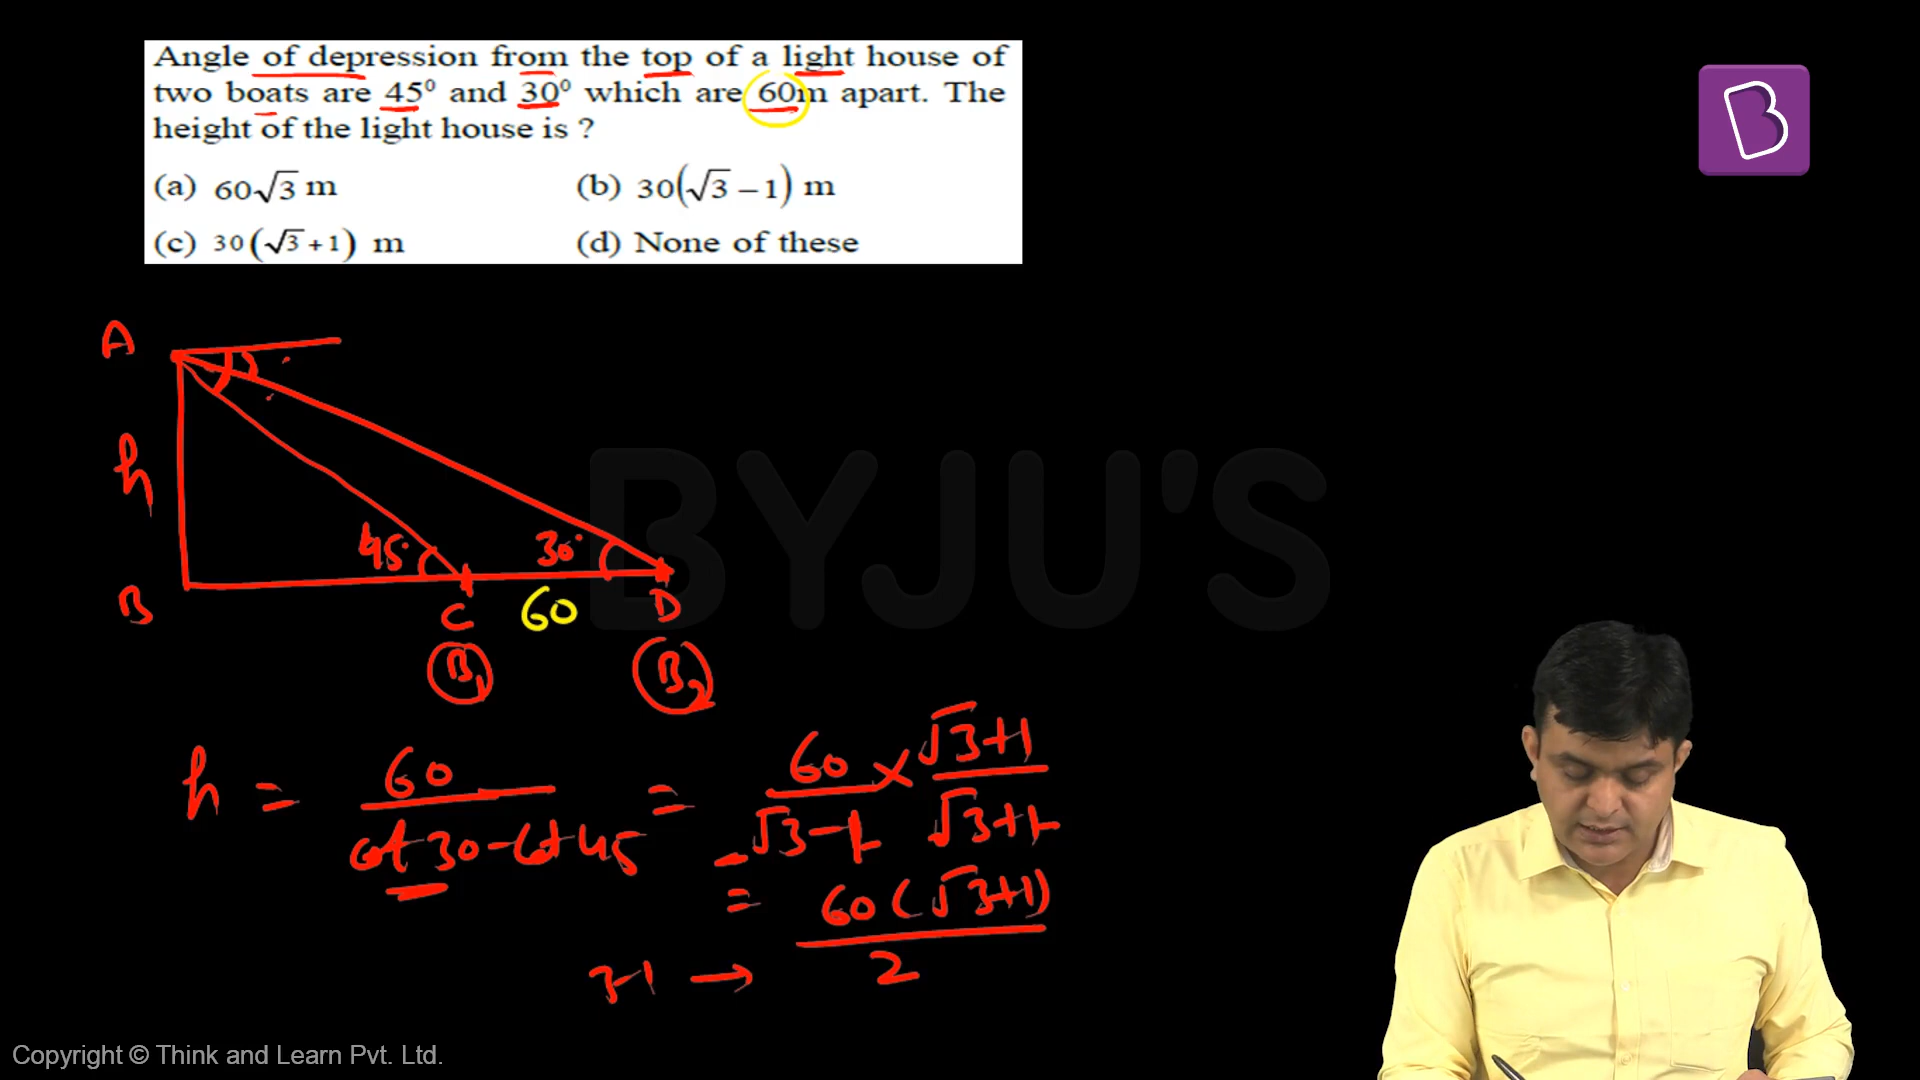 Angle of depression from the top of a light house of
two boats are 45⁰ and 30⁰ which are 60m apart. The
height of the light house is ?
(a) 60√3 m
(b) 30(√3 – 1) m
(c) 30(√3 + 1) m
(d) None of these
B
A
h
45°
30°
B
C
60
D
B₁
B₂
BYJU'S
h = 60 / cot 30 - cot 45 = 60 / √3-1 × √3+1 / √3+1
= 60(√3+1) / 2
3-1 →
Copyright © Think and Learn Pvt. Ltd.